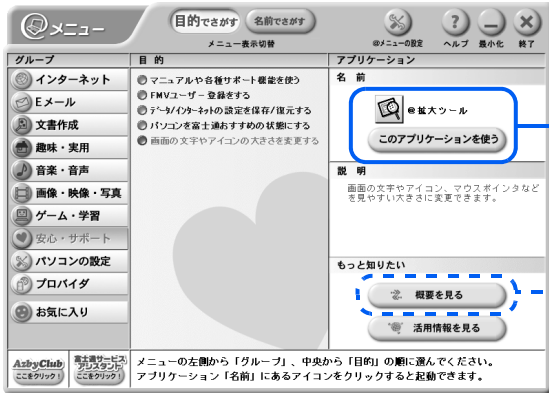 @メニュー
目的でさがす
名前でさがす
メニュー表示切替
@メニューの設定
ヘルプ
最小化
終了
グループ
目 的
アプリケーション
インターネット
Eメール
文書作成
趣味・実用
音楽・音声
画像・映像・写真
ゲーム・学習
安心・サポート
パソコンの設定
プロバイダ
お気に入り
マニュアルや各種サポート機能を使う
FMVユーザー登録をする
データ/インターネットの設定を保存/復元する
パソコンを富士通おすすめの状態にする
画面の文字やアイコンの大きさを変更する
名 前
@拡大ツール
このアプリケーションを使う
説 明
画面の文字やアイコン、マウスポインタなど
を見やすい大きさに変更できます。
もっと知りたい
概要を見る
活用情報を見る
AzbyClub
ここをクリック!
富士通サービス
アシスタント
ここをクリック!
メニューの左側から「グループ」、中央から「目的」の順に選んでください。
アプリケーション「名前」にあるアイコンをクリックすると起動できます。